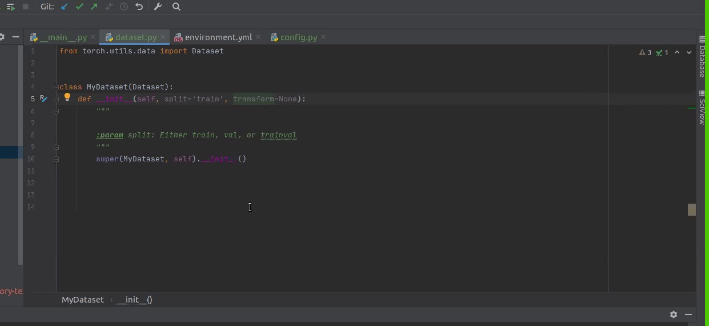 Git:
__main__.py dataset.py environment.yml config.py
1 from torch.utils.data import Dataset 3 1
2
3
4 class MyDataset(Dataset):
5 def __init__(self, split='train', transform=None):
6 """
7
8 :param split: Either train, val, or trainval
9 """
10 super(MyDataset, self).__init__()
11
12
13
14
Database
SciView
ory-te
MyDataset › __init__()